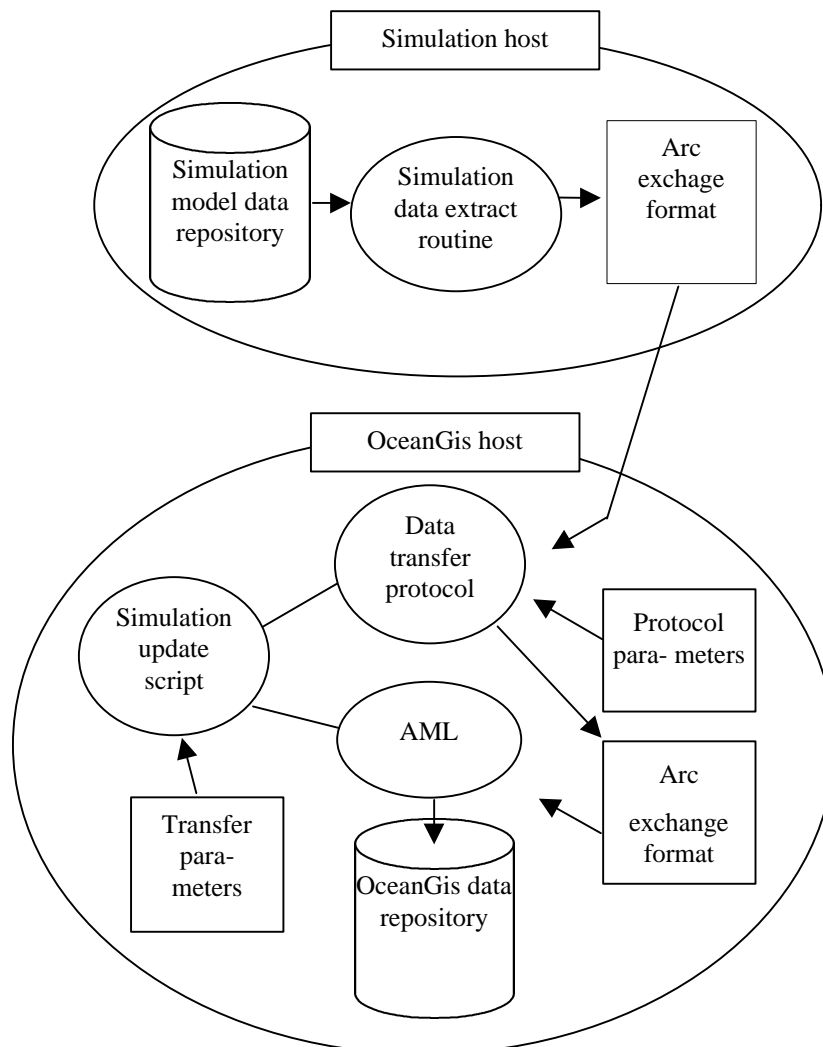 Simulation host
Simulation
model data
repository
Simulation
data extract
routine
Arc
exchage
format
OceanGis host
Data
transfer
protocol
Simulation
update
script
Protocol
para- meters
AML
Arc
exchange
format
Transfer
para-
meters
OceanGis data
repository